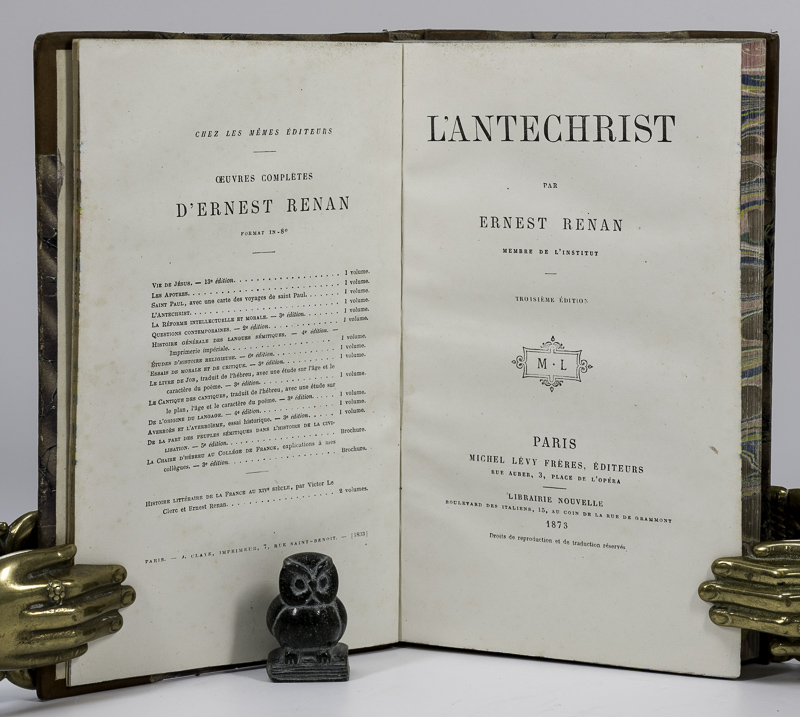 CHEZ LES MÊMES ÉDITEURS
ŒUVRES COMPLÈTES
D'ERNEST RENAN
FORMAT IN-8º
VIE DE JÉSUS. — 13e édition. . . . . . . . . . . . . . . . . . . . 1 volume.
LES APOTRES. . . . . . . . . . . . . . . . . . . . . . . . . . 1 volume.
SAINT PAUL, avec une carte des voyages de saint Paul. . . . . . . 1 volume.
L'ANTECHRIST. . . . . . . . . . . . . . . . . . . . . . . . . . 1 volume.
LA RÉFORME INTELLECTUELLE ET MORALE. — 3e édition. . . . . . 1 volume.
QUESTIONS CONTEMPORAINES. — 2e édition. . . . . . . . . . . . 1 volume.
HISTOIRE GÉNÉRALE DES LANGUES SÉMITIQUES. — 4e édition. —
Imprimerie impériale. . . . . . . . . . . . . . . . . . . . 1 volume.
ÉTUDES D'HISTOIRE RELIGIEUSE. — 6e édition. . . . . . . . . . . 1 volume.
ESSAIS DE MORALE ET DE CRITIQUE. — 3e édition. . . . . . . . . 1 volume.
LE LIVRE DE JOB, traduit de l'hébreu, avec une étude sur l'âge et le
caractère du poème. — 3e édition. . . . . . . . . . . . . . 1 volume.
LE CANTIQUE DES CANTIQUES, traduit de l'hébreu, avec une étude sur
le plan, l'âge et le caractère du poème. — 3e édition. . . . . 1 volume.
DE L'ORIGINE DU LANGAGE. — 4e édition. . . . . . . . . . . . . 1 volume.
AVERROÈS ET L'AVERROÏSME, essai historique. — 3e édition. . . . . 1 volume.
DE LA PART DES PEUPLES SÉMITIQUES DANS L'HISTOIRE DE LA CIVI-
LISATION. — 5e édition. . . . . . . . . . . . . . . . . . . Brochure.
LA CHAIRE D'HÉBREU AU COLLÉGE DE FRANCE, explications à mes
collègues. — 3e édition. . . . . . . . . . . . . . . . . . . Brochure.
HISTOIRE LITTÉRAIRE DE LA FRANCE AU XIVe SIÈCLE, par Victor Le
Clerc et Ernest Renan. . . . . . . . . . . . . . . . . . . 2 volumes.
PARIS. — J. CLAYE, IMPRIMEUR, 7, RUE SAINT-BENOIT. —
L'ANTECHRIST
PAR
ERNEST RENAN
MEMBRE DE L'INSTITUT
TROISIÈME ÉDITION
M · L
PARIS
MICHEL LÉVY FRÈRES, ÉDITEURS
RUE AUBER, 3, PLACE DE L'OPÉRA
LIBRAIRIE NOUVELLE
BOULEVARD DES ITALIENS, 15, AU COIN DE LA RUE DE GRAMMONT
1873
Droits de reproduction et de traduction réservés